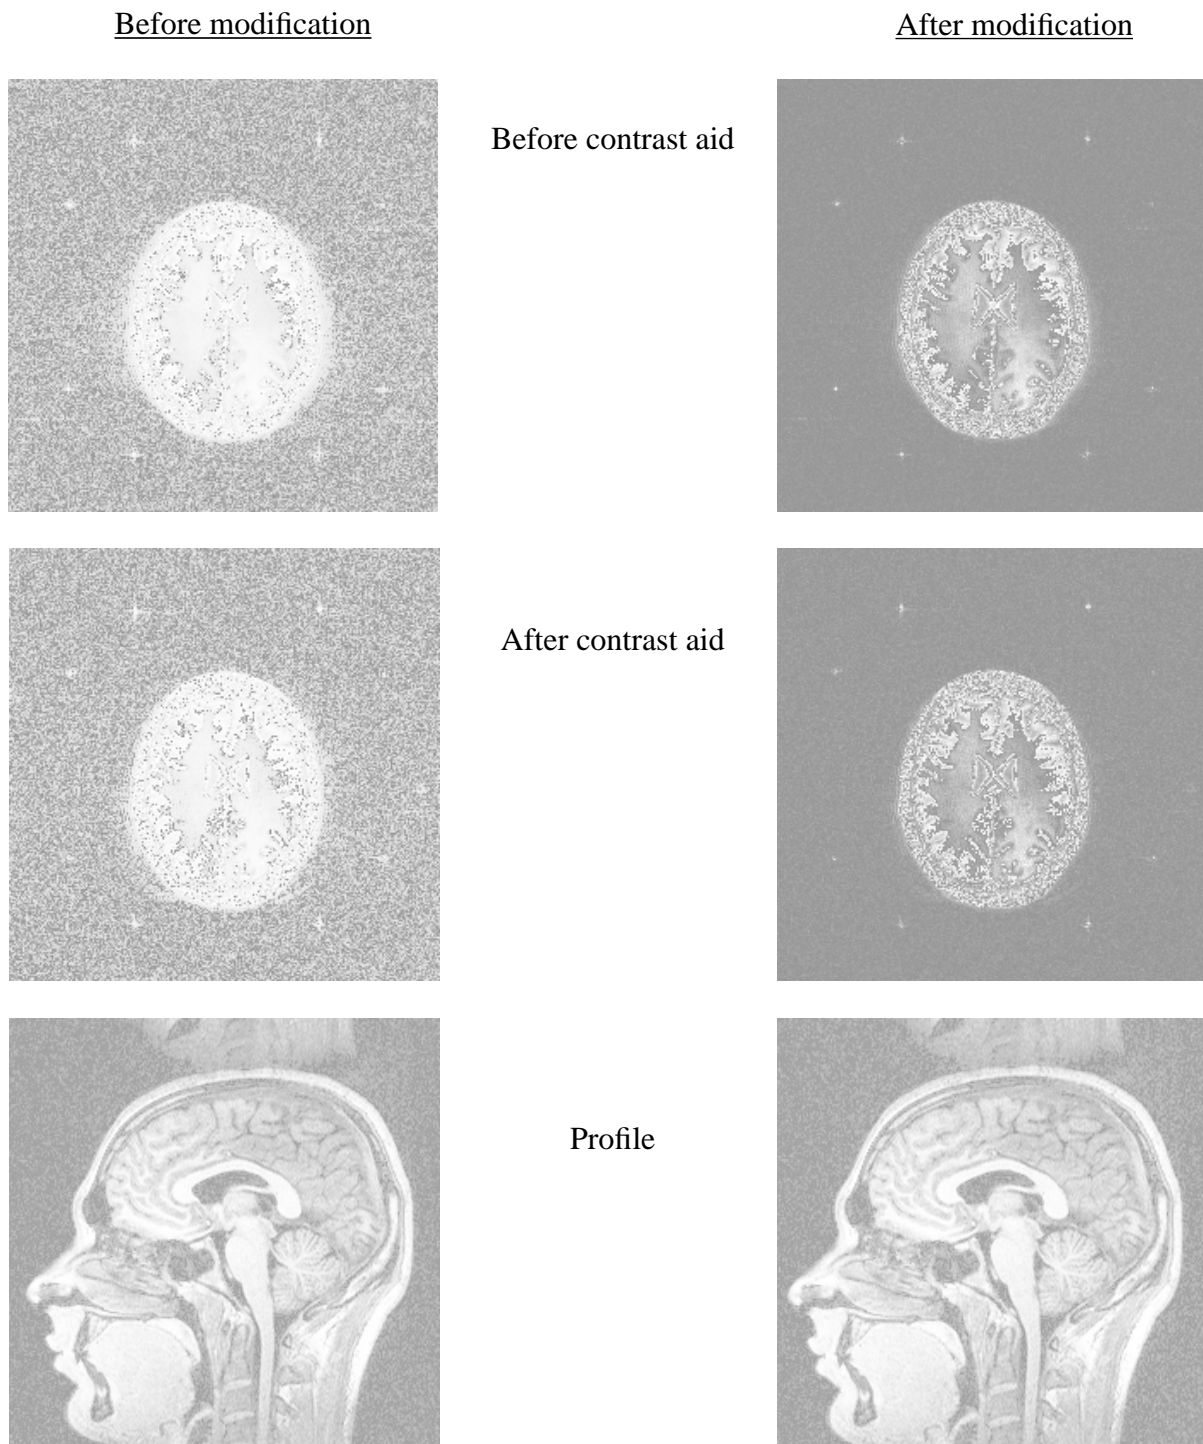 Before modification
After modification
Before contrast aid
After contrast aid
Profile